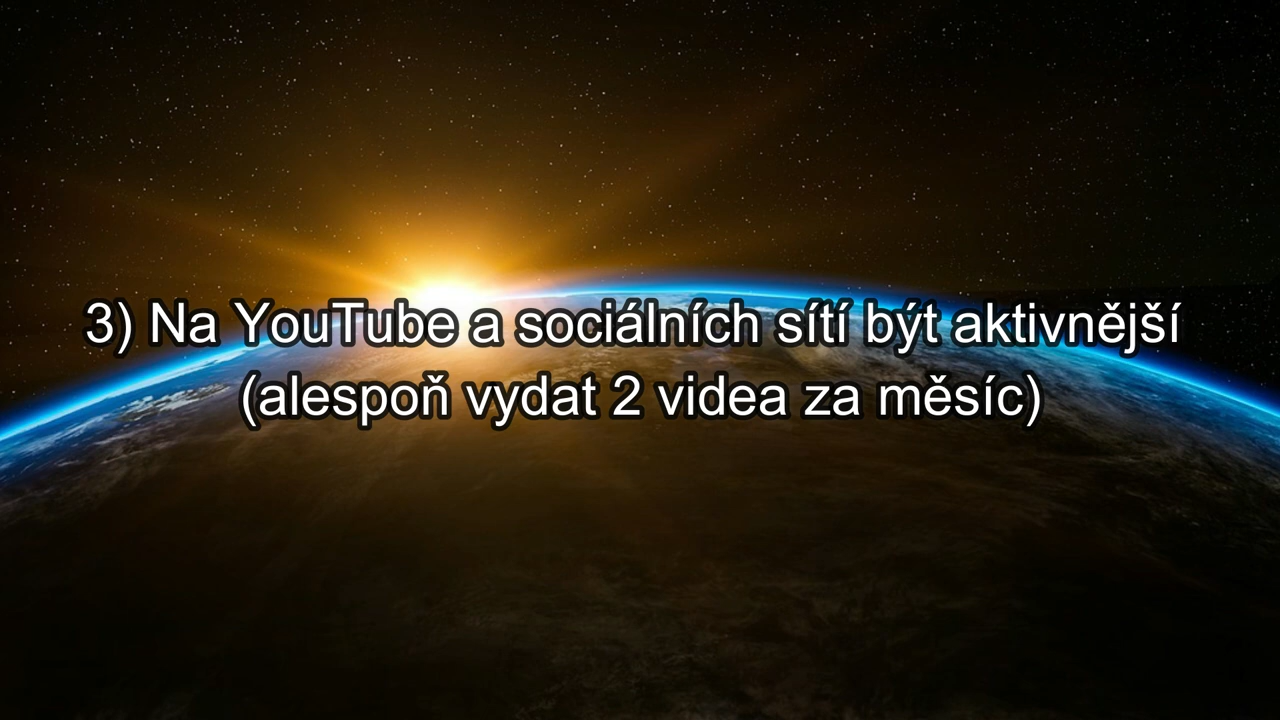 3) Na YouTube a sociálních sítí být aktivnější
(alespoň vydat 2 videa za měsíc)